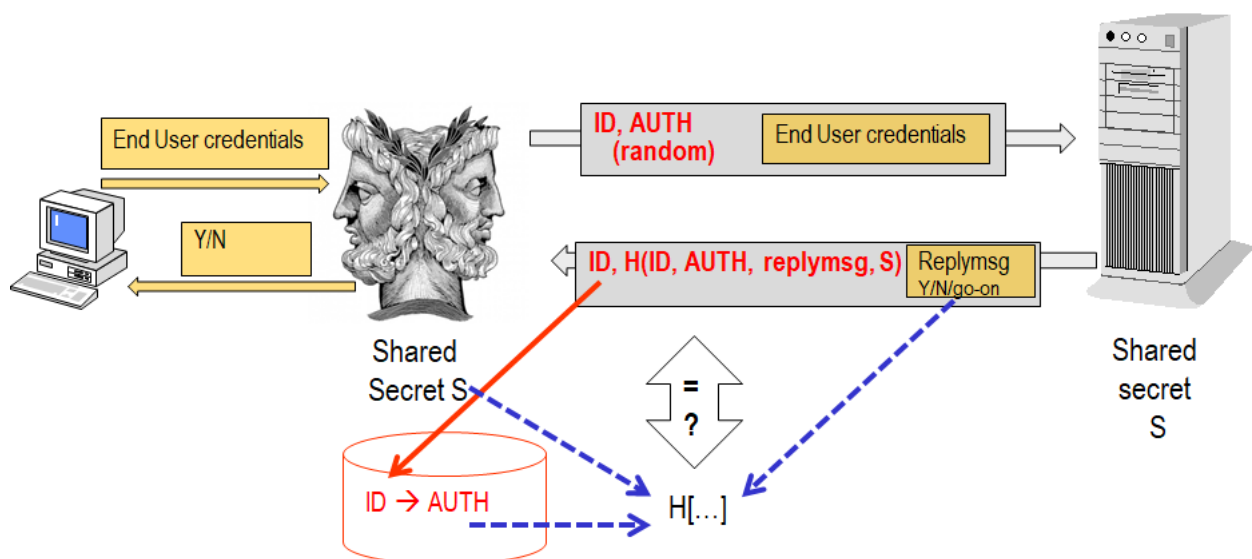 End User credentials
ID, AUTH
(random)
End User credentials
Y/N
ID, H(ID, AUTH, replymsg, S)
Replymsg
Y/N/go-on
Shared
Secret S
=
?
Shared
secret
S
ID → AUTH
H[…]